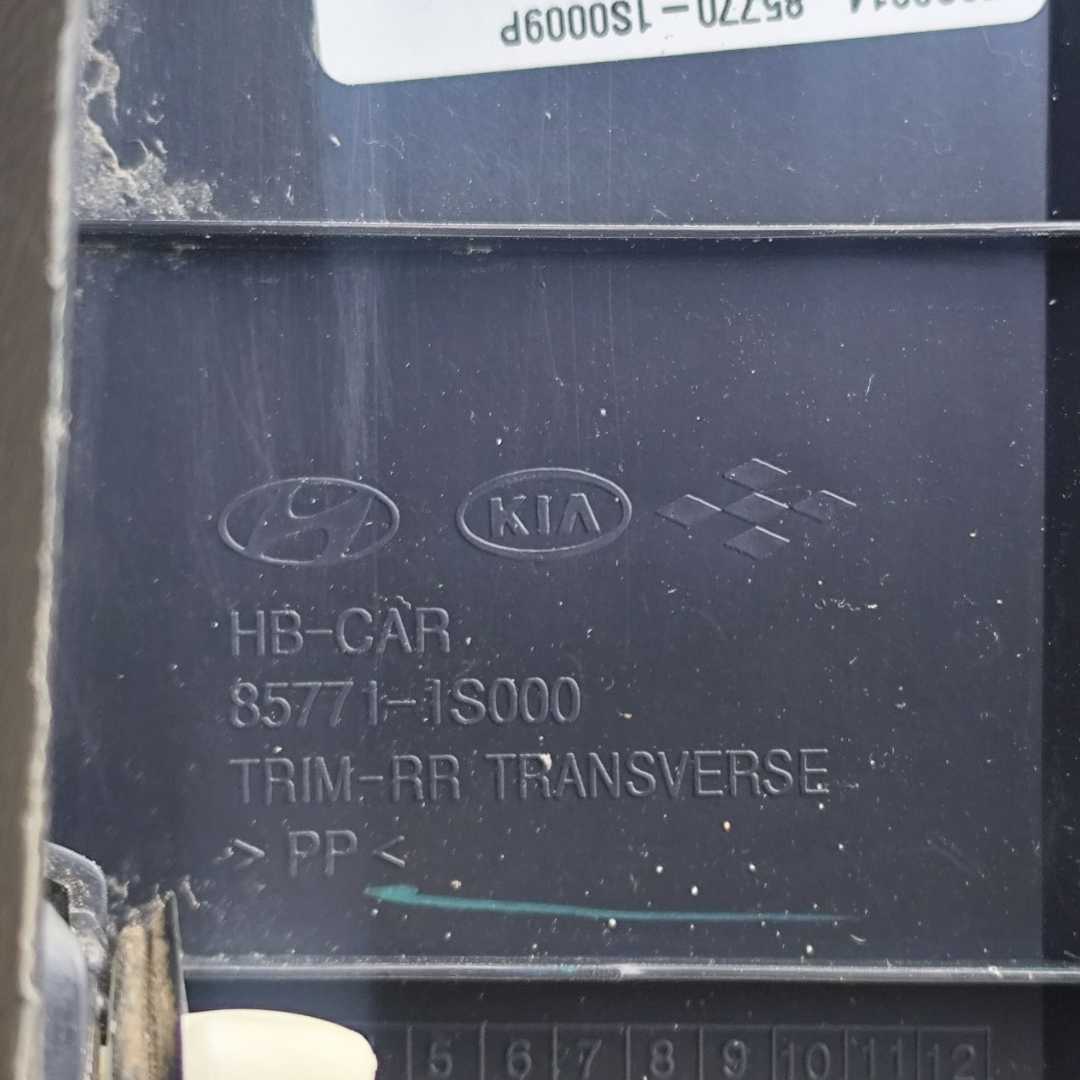 85770-1S0009P
KIA
HB-CAR
85771-1S000
TRIM-RR TRANSVERSE
>PP<
5 6 7 8 9 10 11 12